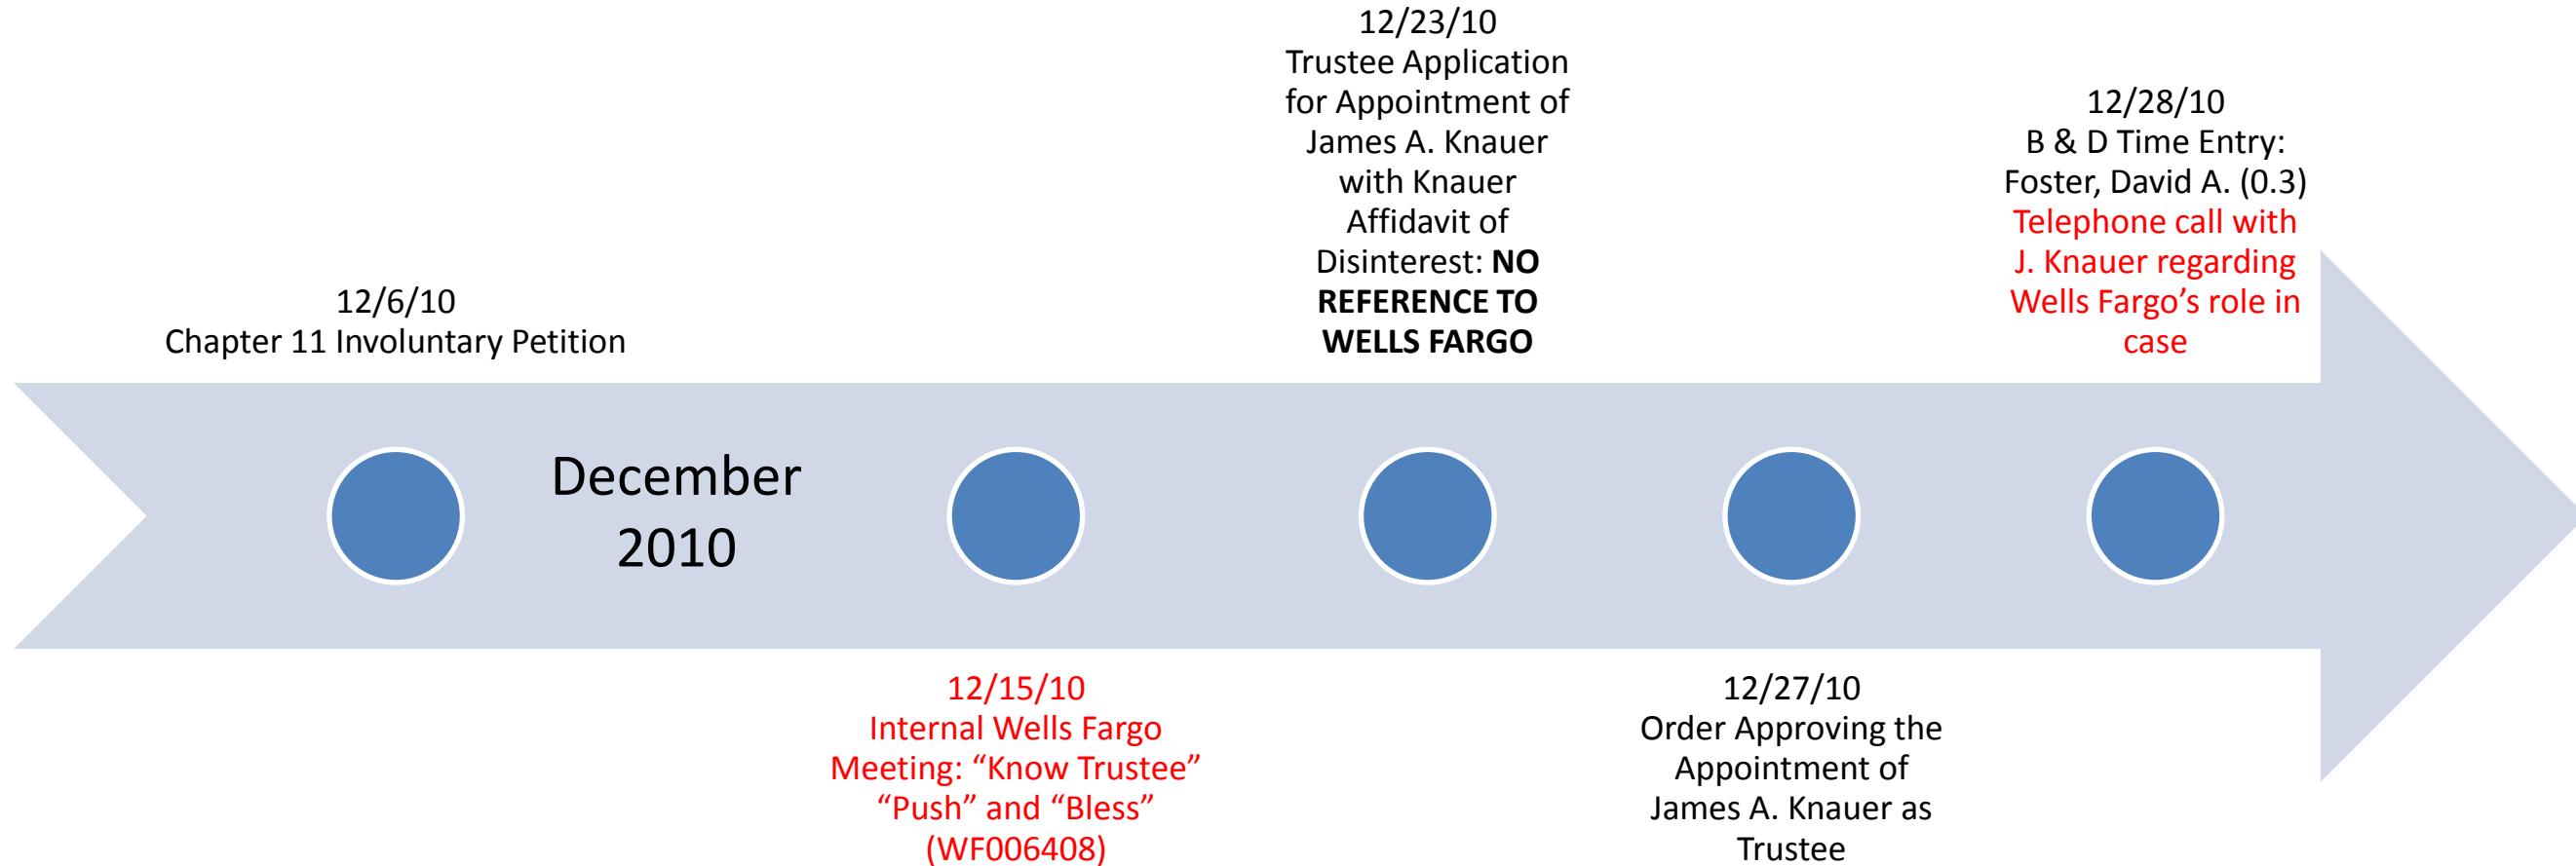 12/6/10
Chapter 11 Involuntary Petition
December
2010
12/15/10
Internal Wells Fargo
Meeting: “Know Trustee”
“Push” and “Bless”
(WF006408)
12/23/10
Trustee Application
for Appointment of
James A. Knauer
with Knauer
Affidavit of
Disinterest: NO
REFERENCE TO
WELLS FARGO
12/27/10
Order Approving the
Appointment of
James A. Knauer as
Trustee
12/28/10
B & D Time Entry:
Foster, David A. (0.3)
Telephone call with
J. Knauer regarding
Wells Fargo’s role in
case